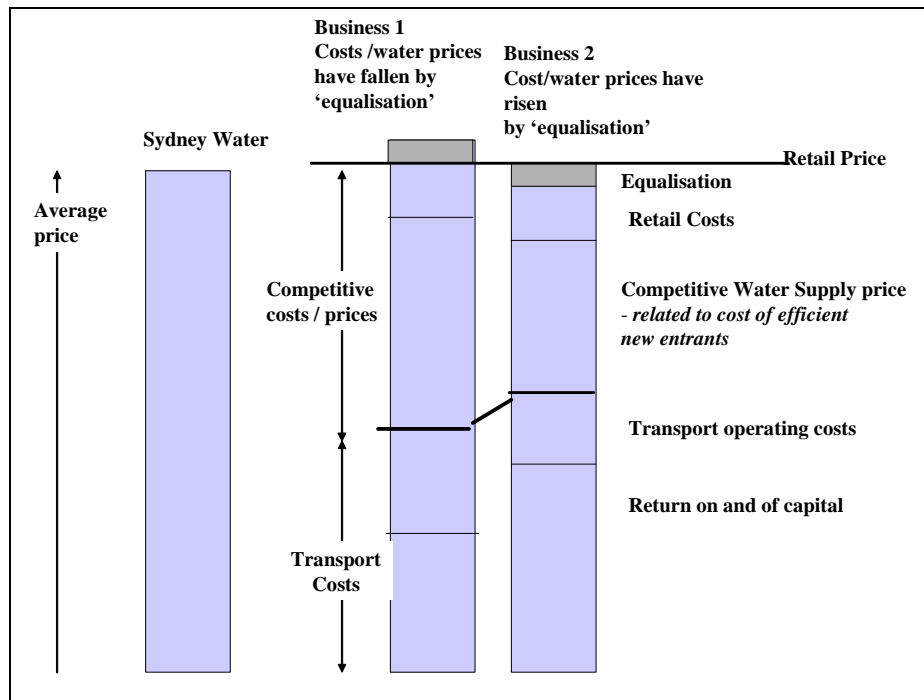 Business 1
Costs /water prices
have fallen by
‘equalisation’
Business 2
Cost/water prices have
risen
by ‘equalisation’
Sydney Water
Retail Price
Equalisation
Average
price
Retail Costs
Competitive
costs / prices
Competitive Water Supply price
- related to cost of efficient
new entrants
Transport operating costs
Return on and of capital
Transport
Costs